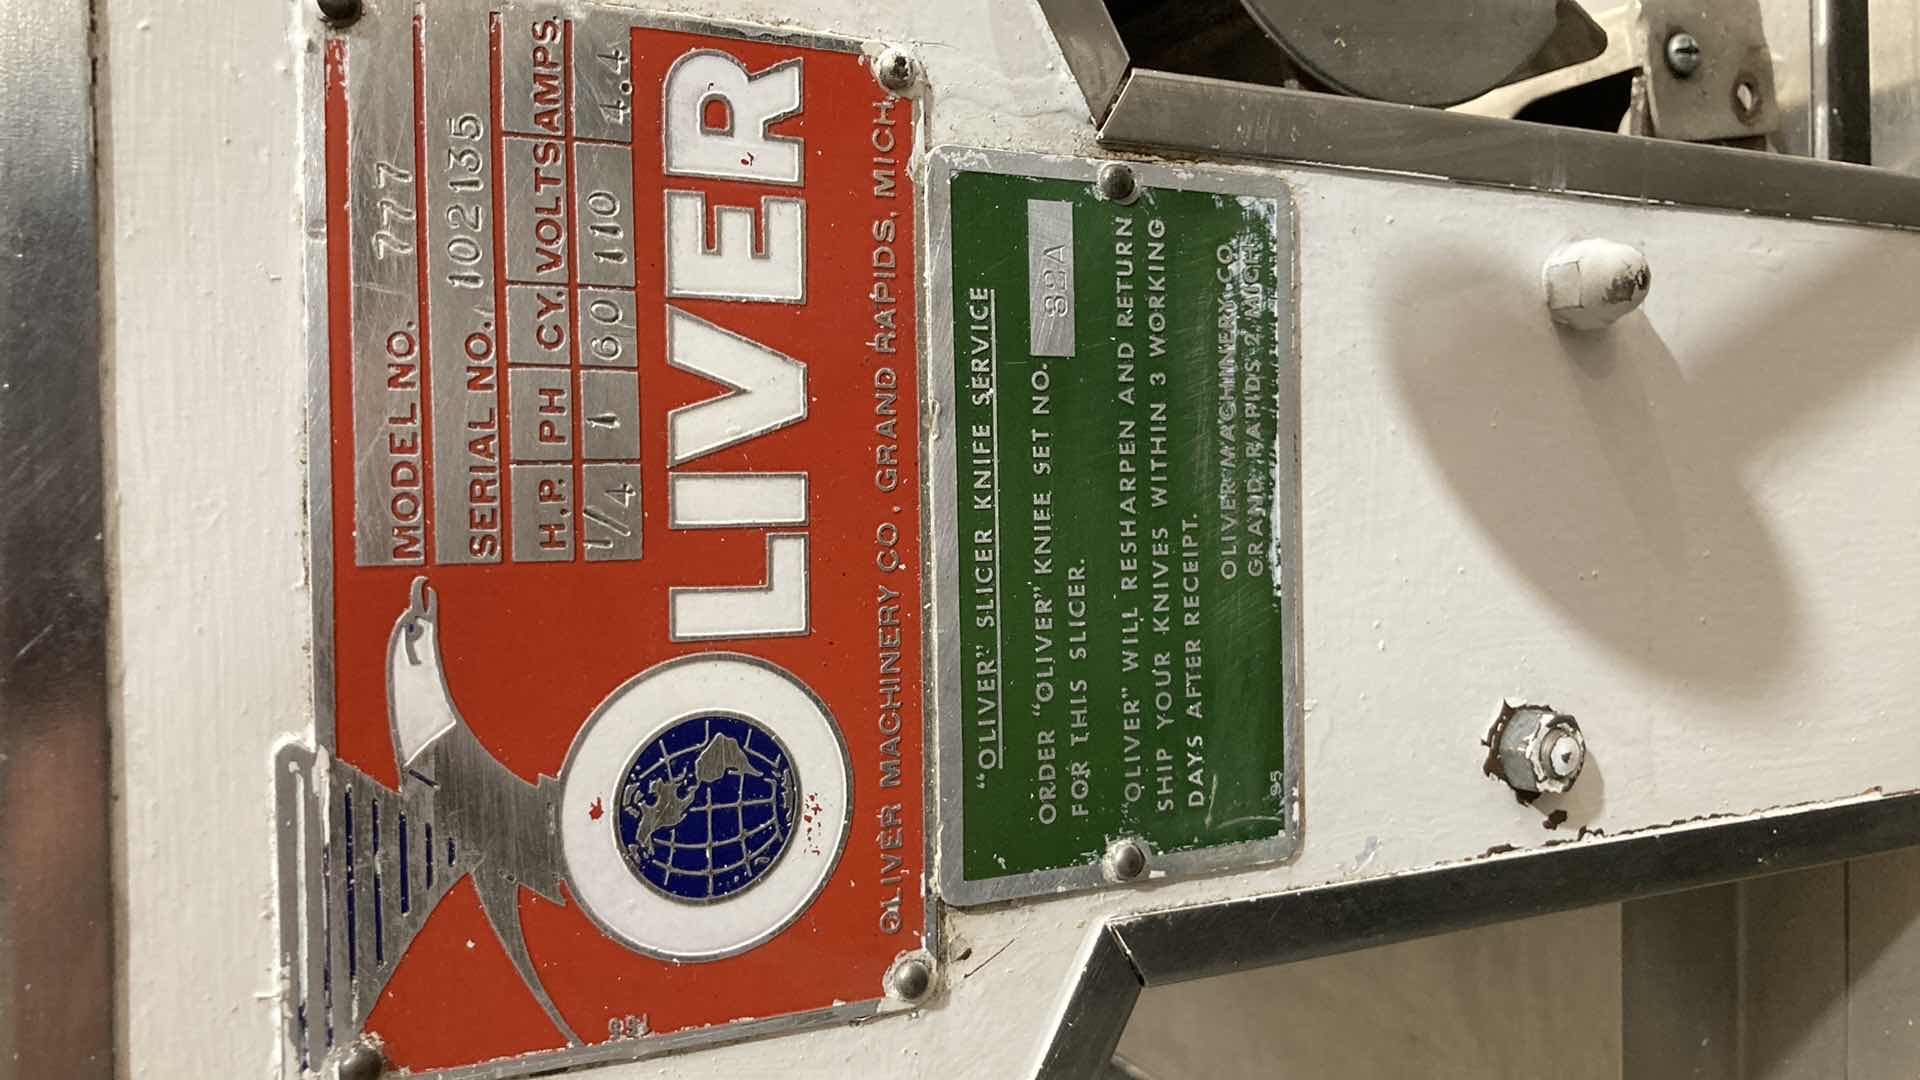 MODEL NO. 777
SERIAL NO. 102135
H.P. PH CY. VOLTS AMPS.
1/4 1 60 110 4.4
OLIVER
OLIVER MACHINERY CO., GRAND RAPIDS, MICH.
"OLIVER" SLICER KNIFE SERVICE
ORDER "OLIVER" KNIFE SET NO. 82A
FOR THIS SLICER.
"OLIVER" WILL RESHARPEN AND RETURN
SHIP YOUR KNIVES WITHIN 3 WORKING
DAYS AFTER RECEIPT.
OLIVER MACHINERY CO.
GRAND RAPIDS 2, MICH.